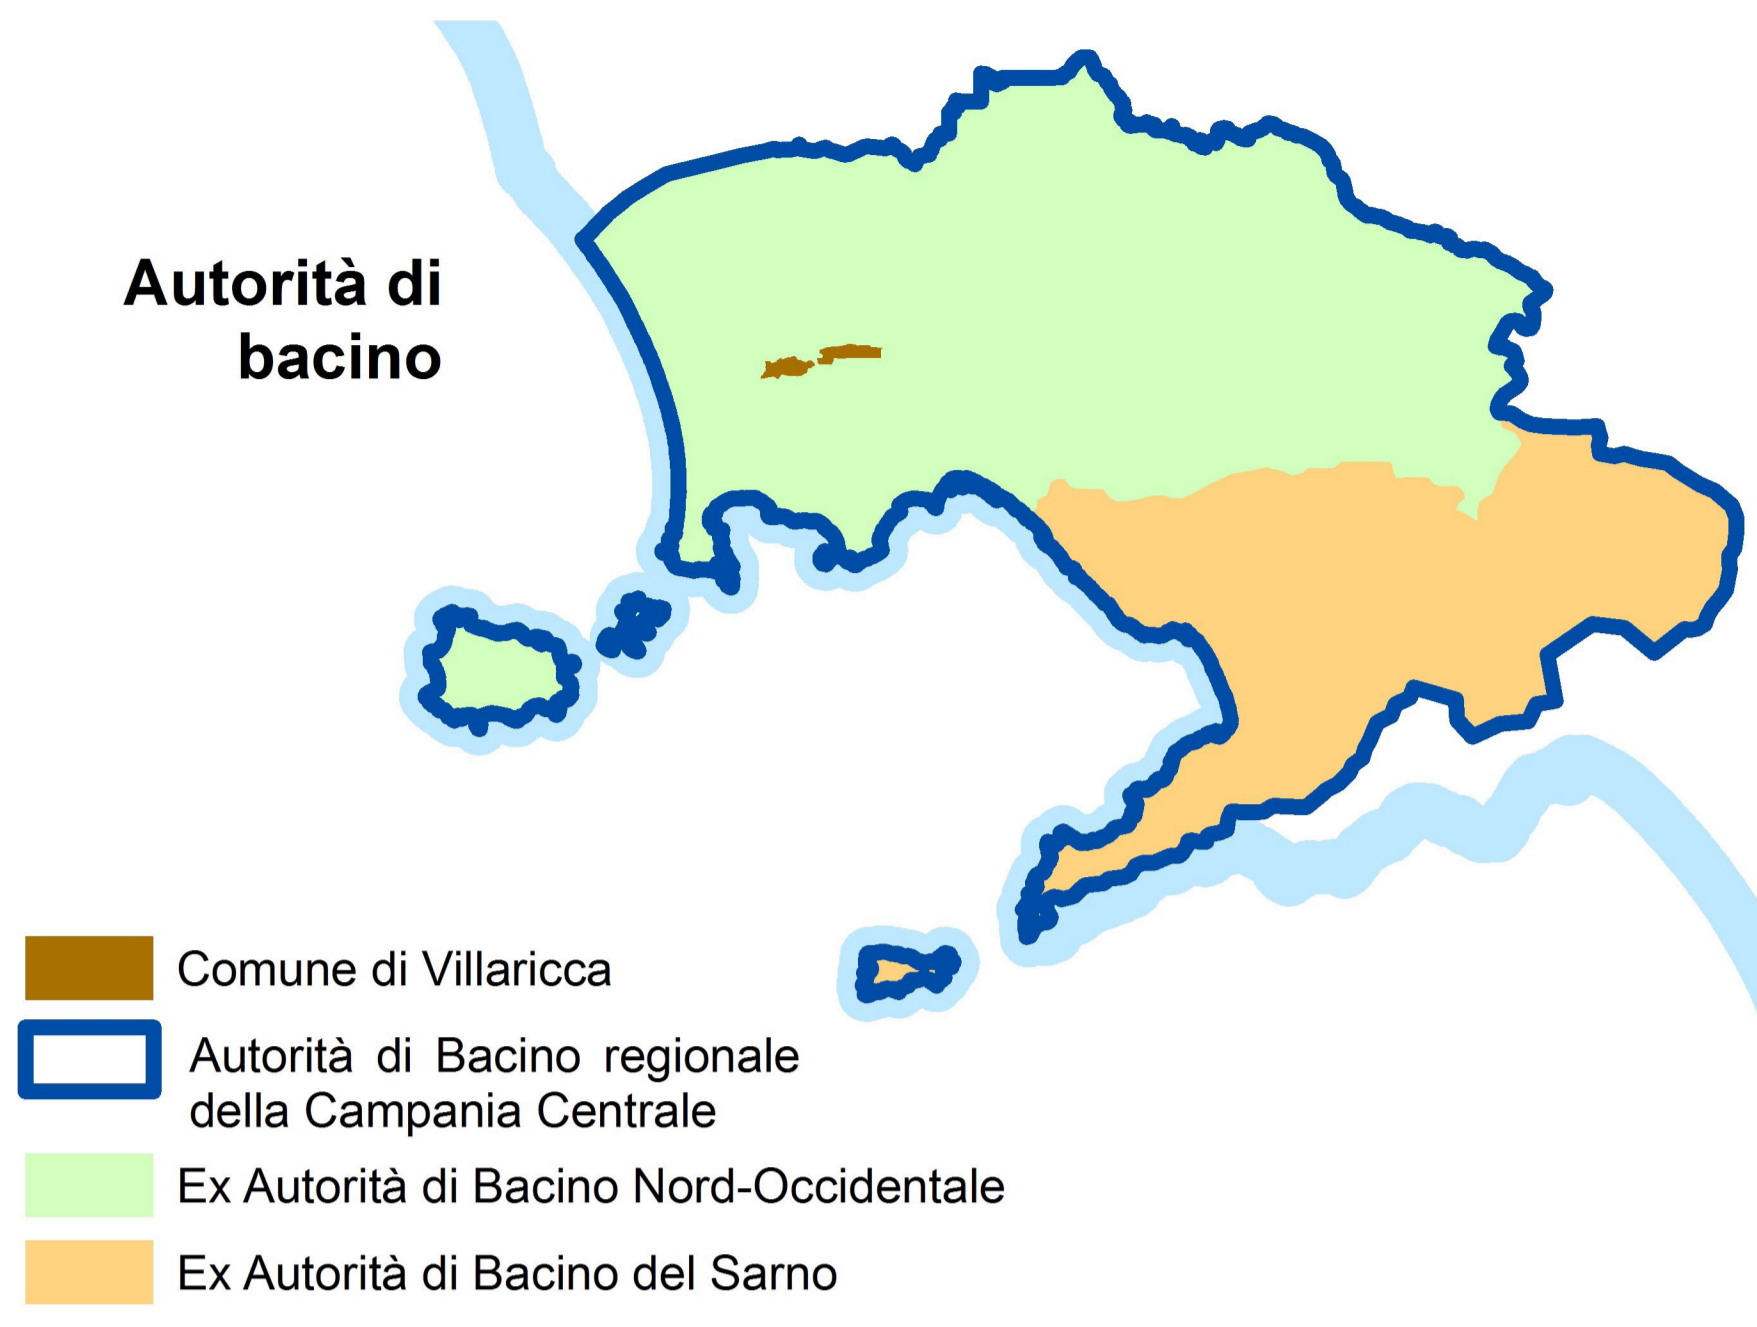 Autorità di
bacino
Comune di Villaricca
Autorità di Bacino regionale
della Campania Centrale
Ex Autorità di Bacino Nord-Occidentale
Ex Autorità di Bacino del Sarno